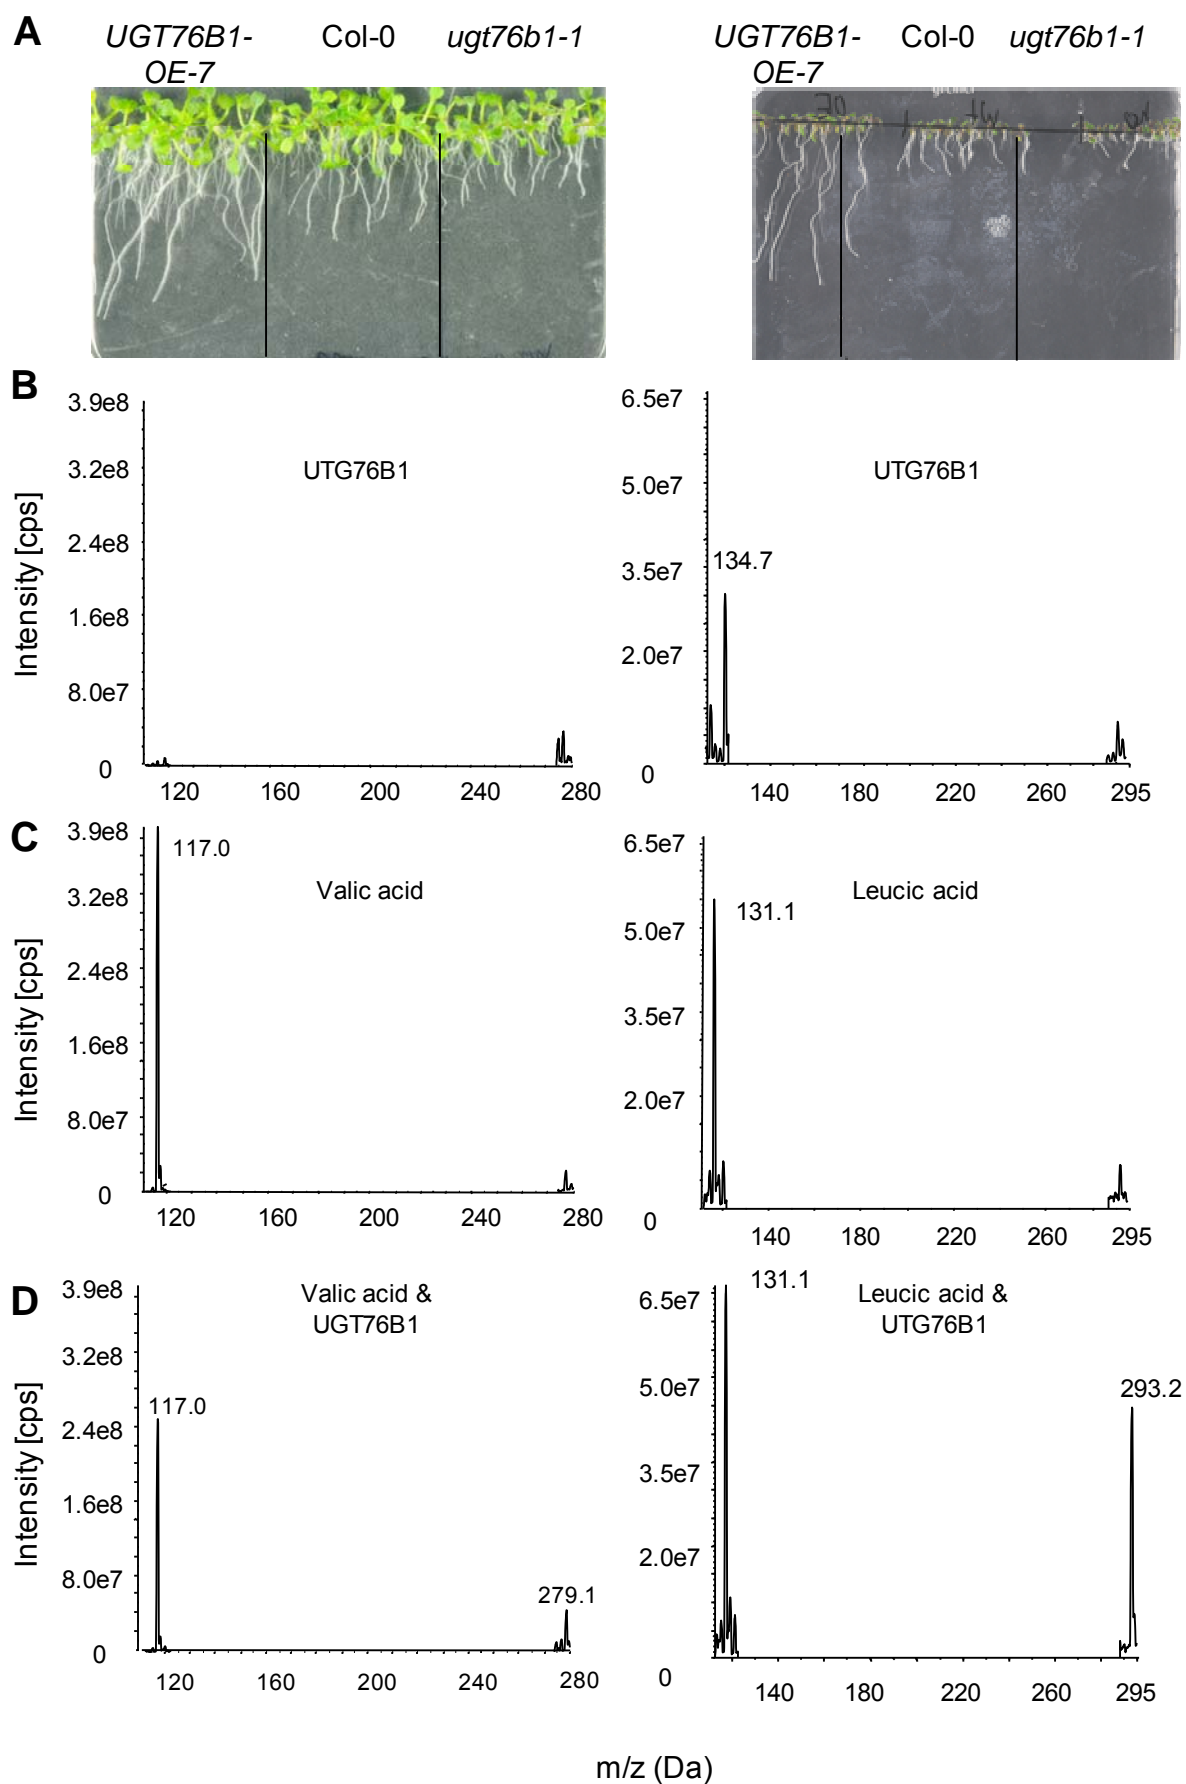 A
UGT76B1-
OE-7
Col-0
ugt76b1-1
UGT76B1-
OE-7
Col-0
ugt76b1-1
OE
B
Intensity [cps]
3.9e8
3.2e8
2.4e8
1.6e8
8.0e7
0
UTG76B1
120 160 200 240 280
6.5e7
5.0e7
3.5e7
2.0e7
0
UTG76B1
134.7
140 180 220 260 295
C
Intensity [cps]
3.9e8
3.2e8
2.4e8
1.6e8
8.0e7
0
117.0
Valic acid
120 160 200 240 280
6.5e7
5.0e7
3.5e7
2.0e7
0
131.1
Leucic acid
140 180 220 260 295
D
Intensity [cps]
3.9e8
3.2e8
2.4e8
1.6e8
8.0e7
0
Valic acid &
UGT76B1
117.0
279.1
120 160 200 240 280
6.5e7
5.0e7
3.5e7
2.0e7
0
131.1
Leucic acid &
UTG76B1
293.2
140 180 220 260 295
m/z (Da)